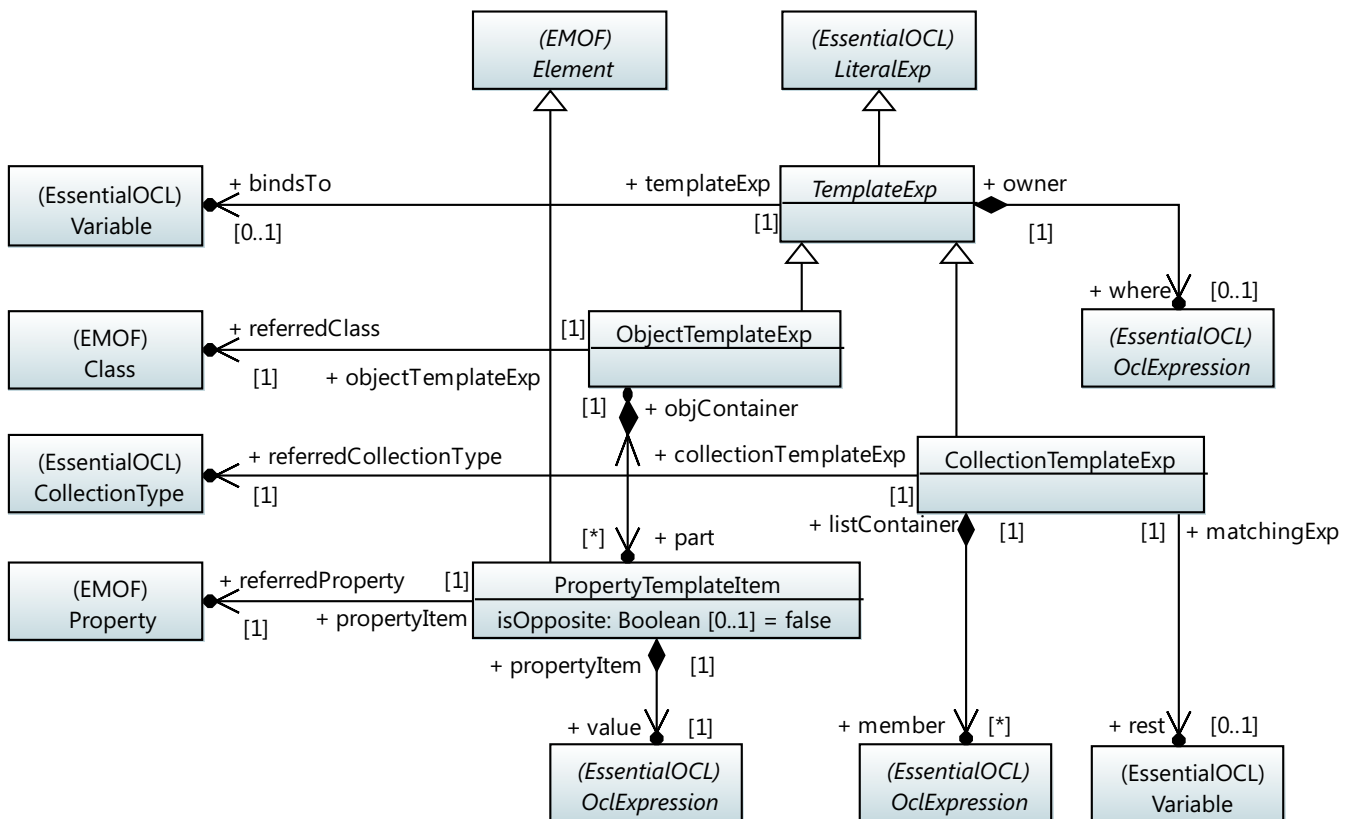 (EMOF)
Element
(EssentialOCL)
LiteralExp
(EssentialOCL)
Variable
+ bindsTo
[0..1]
+ templateExp
[1]
TemplateExp
+ owner
[1]
+ where
[0..1]
(EssentialOCL)
OclExpression
(EMOF)
Class
+ referredClass
[1]
[1]
+ objectTemplateExp
ObjectTemplateExp
[1]
+ objContainer
(EssentialOCL)
CollectionType
+ referredCollectionType
[1]
+ collectionTemplateExp
[1]
CollectionTemplateExp
+ listContainer
[1]
[1]
+ matchingExp
[*]
+ part
(EMOF)
Property
+ referredProperty
[1]
[1]
+ propertyItem
PropertyTemplateItem
isOpposite: Boolean [0..1] = false
+ propertyItem
[1]
+ value
[1]
+ member
[*]
+ rest
[0..1]
(EssentialOCL)
OclExpression
(EssentialOCL)
OclExpression
(EssentialOCL)
Variable